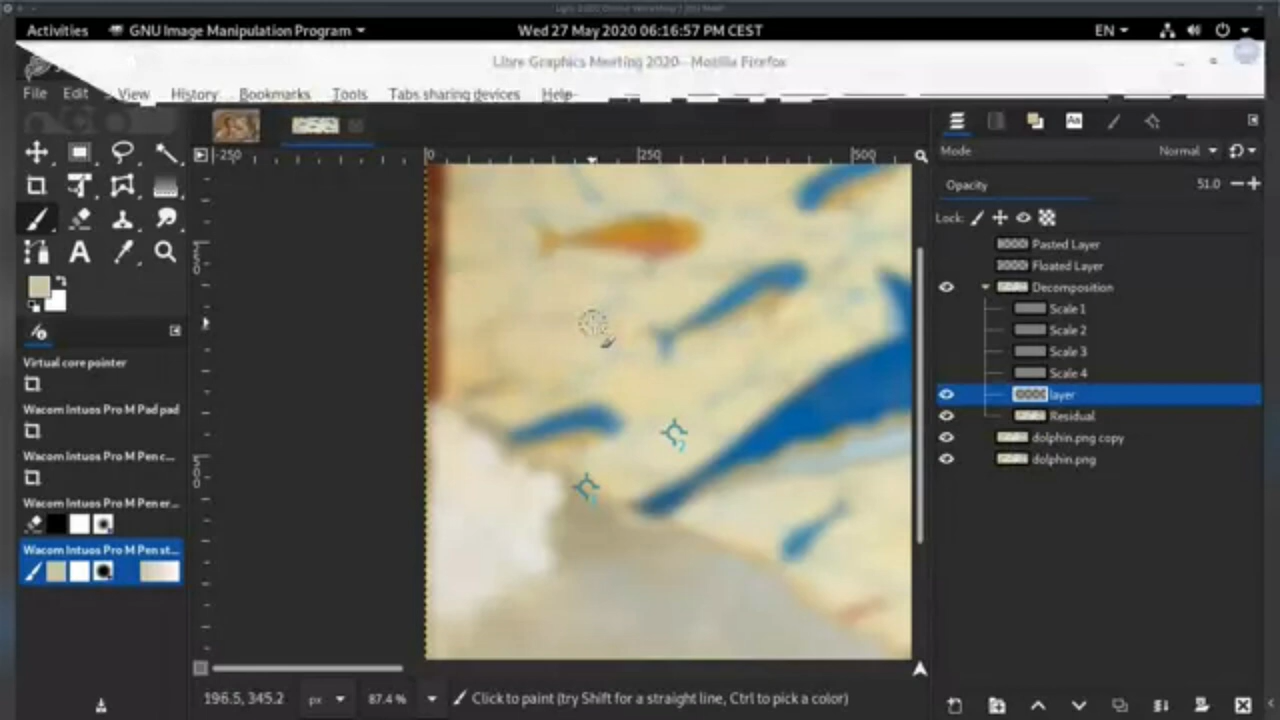 Activities GNU Image Manipulation Program Wed 27 May 2020 06:16:57 PM CEST EN
Libre Graphics Meeting 2020 - Mozilla Firefox
File Edit View History Bookmarks Tools Tabs sharing devices Help
-250 0 250 500
Mode Normal
Opacity 51.0
Lock:
Pasted Layer
Floated Layer
Decomposition
Scale 1
Scale 2
Scale 3
Scale 4
layer
Residual
dolphin.png copy
dolphin.png
Virtual core pointer
Wacom Intuos Pro M Pad pad
Wacom Intuos Pro M Pen c...
Wacom Intuos Pro M Pen er...
Wacom Intuos Pro M Pen st...
196.5, 345.2 px 87.4 % Click to paint (try Shift for a straight line, Ctrl to pick a color)